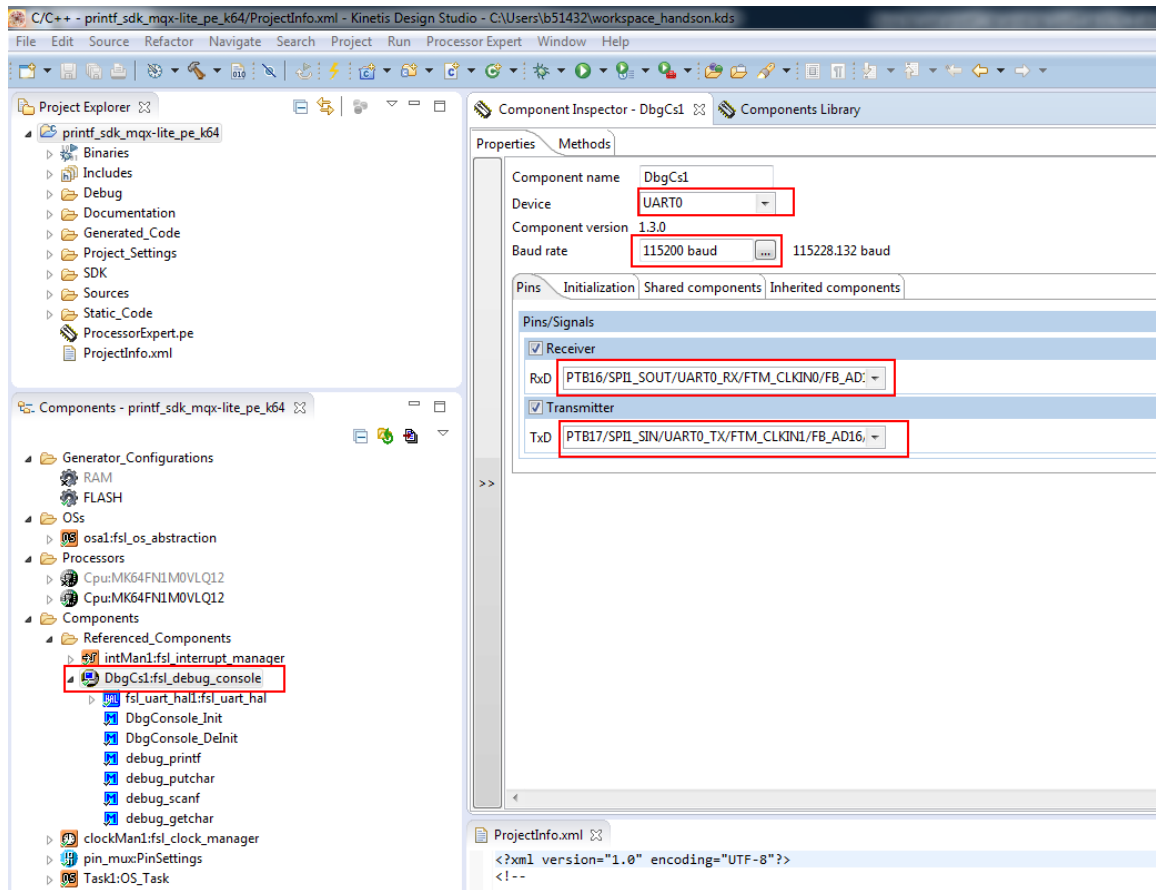 C/C++ - printf_sdk_mqx-lite_pe_k64/ProjectInfo.xml - Kinetis Design Studio - C:\Users\b51432\workspace_handson.kds
File Edit Source Refactor Navigate Search Project Run Processor Expert Window Help
Project Explorer
printf_sdk_mqx-lite_pe_k64
Binaries
Includes
Debug
Documentation
Generated_Code
Project_Settings
SDK
Sources
Static_Code
ProcessorExpert.pe
ProjectInfo.xml
Components - printf_sdk_mqx-lite_pe_k64
Generator_Configurations
RAM
FLASH
OSs
osa1:fsl_os_abstraction
Processors
Cpu:MK64FN1M0VLQ12
Cpu:MK64FN1M0VLQ12
Components
Referenced_Components
intMan1:fsl_interrupt_manager
DbgCs1:fsl_debug_console
fsl_uart_hal1:fsl_uart_hal
DbgConsole_Init
DbgConsole_DeInit
debug_printf
debug_putchar
debug_scanf
debug_getchar
clockMan1:fsl_clock_manager
pin_mux:PinSettings
Task1:OS_Task
Component Inspector - DbgCs1 Components Library
Properties Methods
Component name DbgCs1
Device UART0
Component version 1.3.0
Baud rate 115200 baud ... 115228.132 baud
Pins Initialization Shared components Inherited components
Pins/Signals
Receiver
RxD PTB16/SPI1_SOUT/UART0_RX/FTM_CLKIN0/
Transmitter
TxD PTB17/SPI1_SIN/UART0_TX/FTM_CLKIN1/FB_AD16/
>>
ProjectInfo.xml
<?xml version="1.0" encoding="UTF-8"?>
<!--